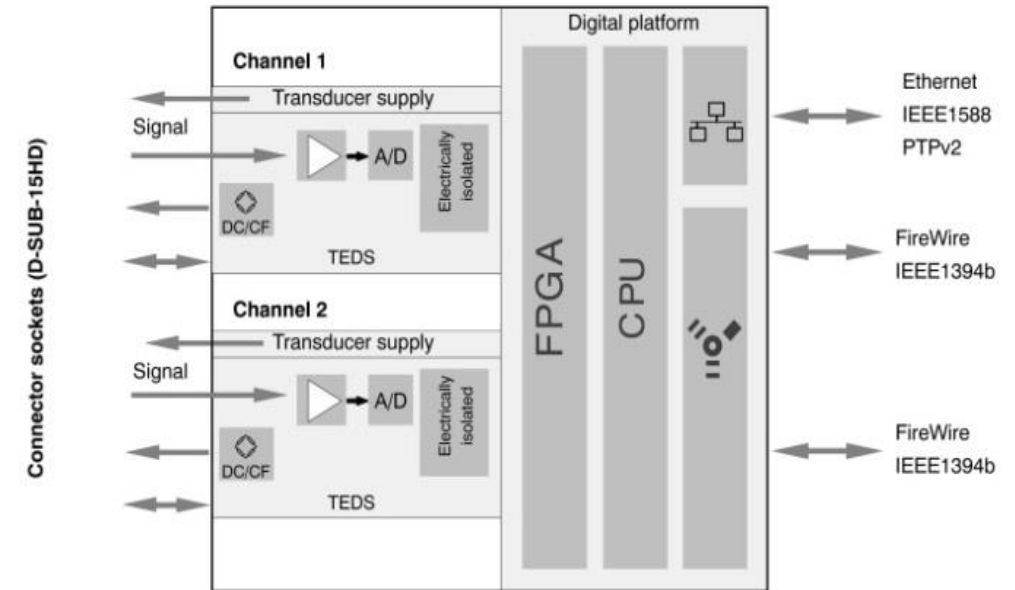 Digital platform
Channel 1
Transducer supply
Signal
A/D
Electrically
isolated
DC/CF
TEDS
Channel 2
Transducer supply
Signal
A/D
Electrically
isolated
DC/CF
TEDS
Connector sockets (D-SUB-15HD)
FPGA
CPU
Ethernet
IEEE1588
PTPv2
FireWire
IEEE1394b
FireWire
IEEE1394b